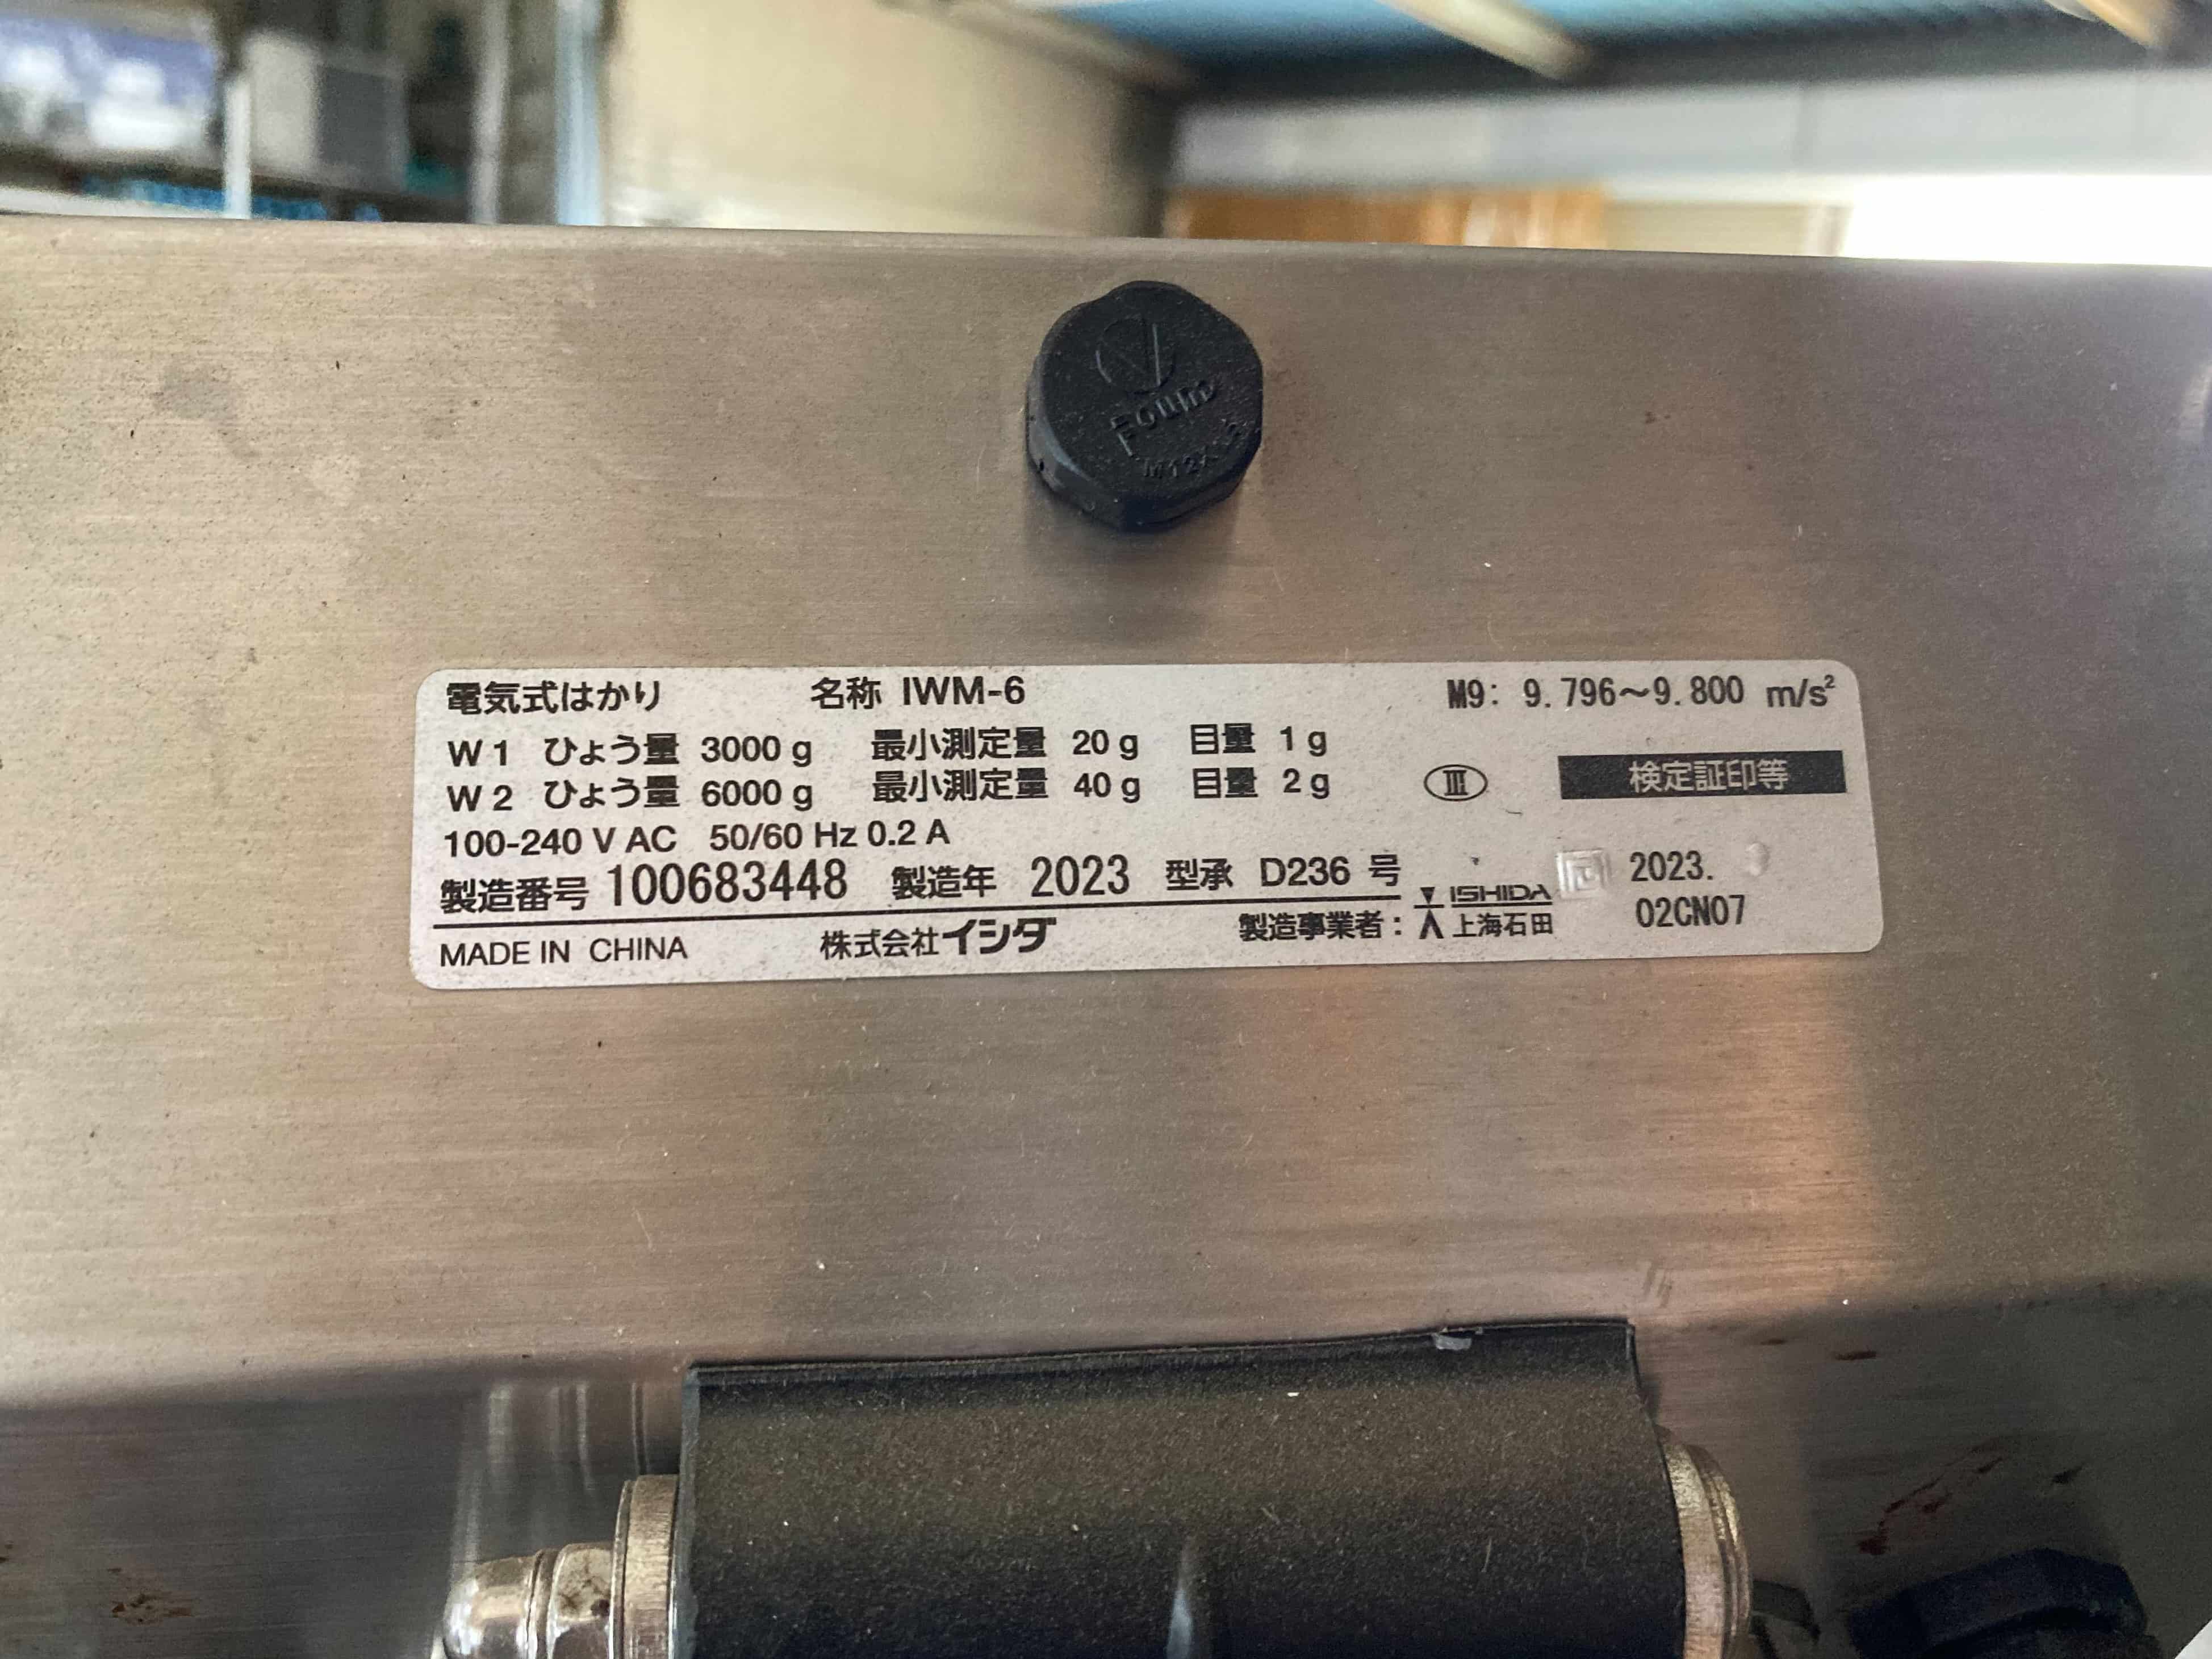 Found
電気式はかり 名称 IWM-6 M9: 9.796～9.800 m/s²
W1 ひょう量 3000 g 最小測定量 20 g 目量 1 g
W2 ひょう量 6000 g 最小測定量 40 g 目量 2 g
Ⅲ 検定証印等
100-240 V AC 50/60 Hz 0.2 A
製造番号 100683448 製造年 2023 型承 D236 号
2023.
02CN07
MADE IN CHINA 株式会社イシダ 製造事業者: ISHIDA
上海石田